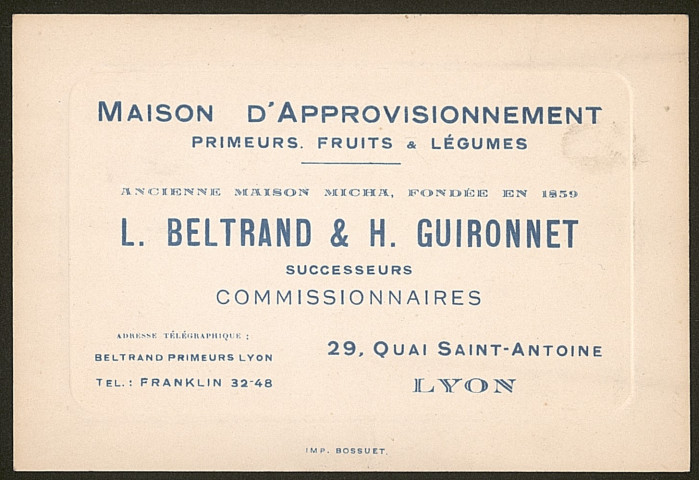 MAISON D'APPROVISIONNEMENT
PRIMEURS. FRUITS & LÉGUMES
ANCIENNE MAISON MICHA, FONDÉE EN 1859
L. BELTRAND & H. GUIRONNET
SUCCESSEURS
COMMISSIONNAIRES
ADRESSE TÉLÉGRAPHIQUE :
BELTRAND PRIMEURS LYON
TEL.: FRANKLIN 32-48
29, QUAI SAINT-ANTOINE
LYON
IMP. BOSSUET.